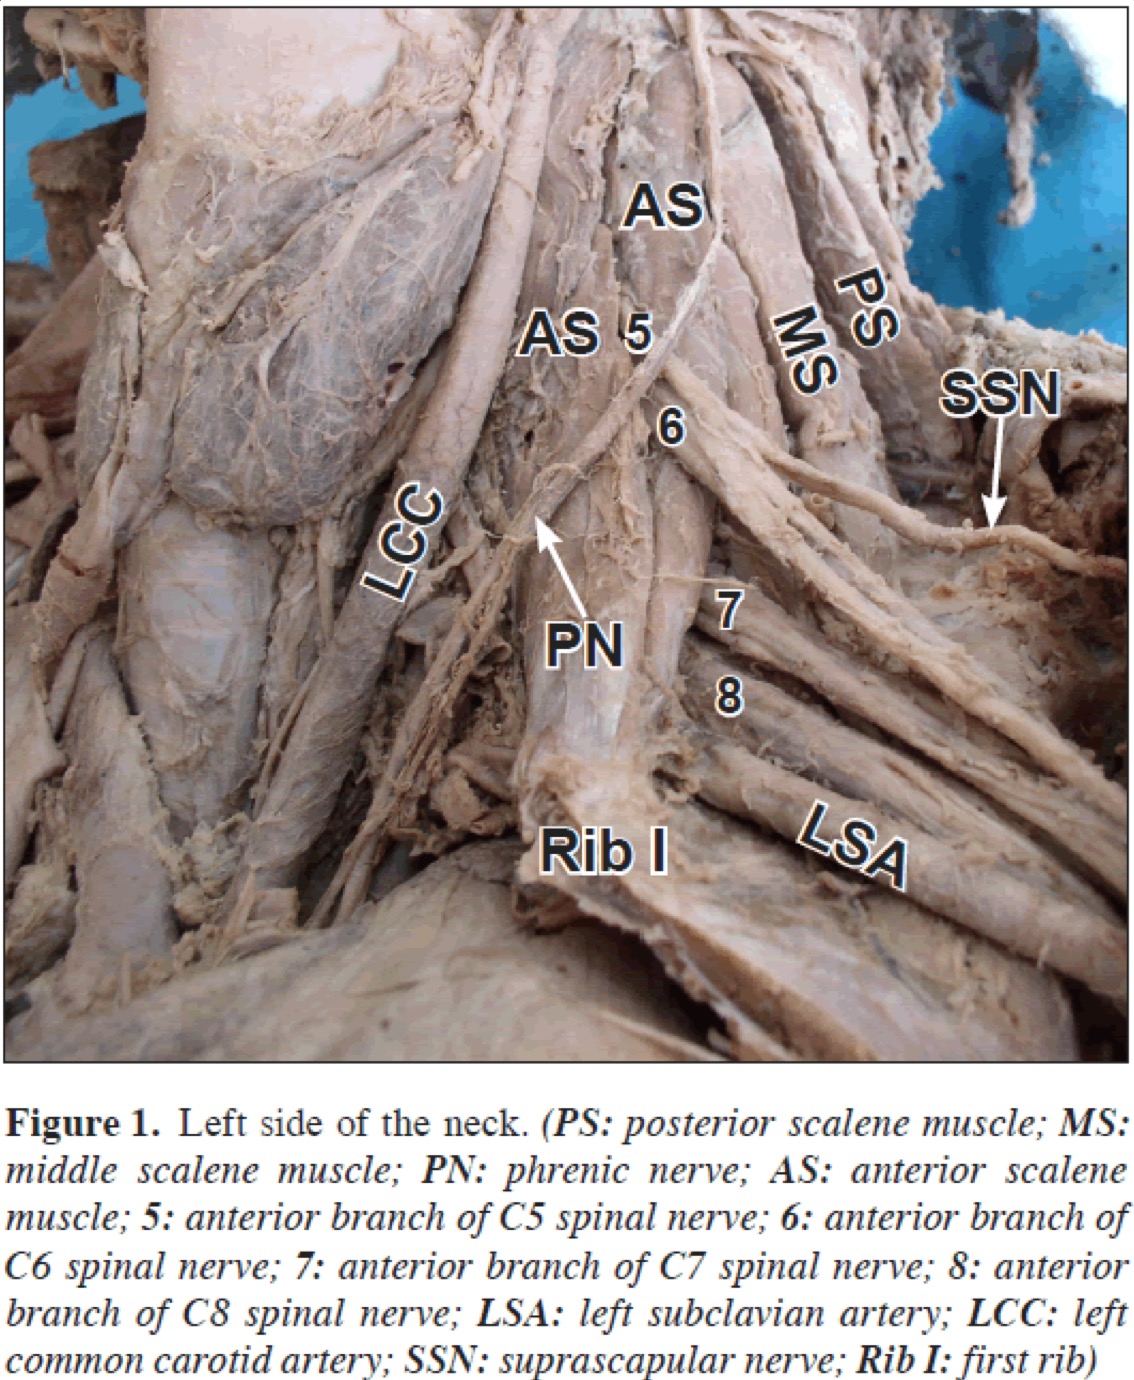 AS
PS
AS 5
MS
SSN
6
LCC
7
PN
8
LSA
Rib I
Figure 1. Left side of the neck. (PS: posterior scalene muscle; MS:
middle scalene muscle; PN: phrenic nerve; AS: anterior scalene
muscle; 5: anterior branch of C5 spinal nerve; 6: anterior branch of
C6 spinal nerve; 7: anterior branch of C7 spinal nerve; 8: anterior
branch of C8 spinal nerve; LSA: left subclavian artery; LCC: left
common carotid artery; SSN: suprascapular nerve; Rib I: first rib)